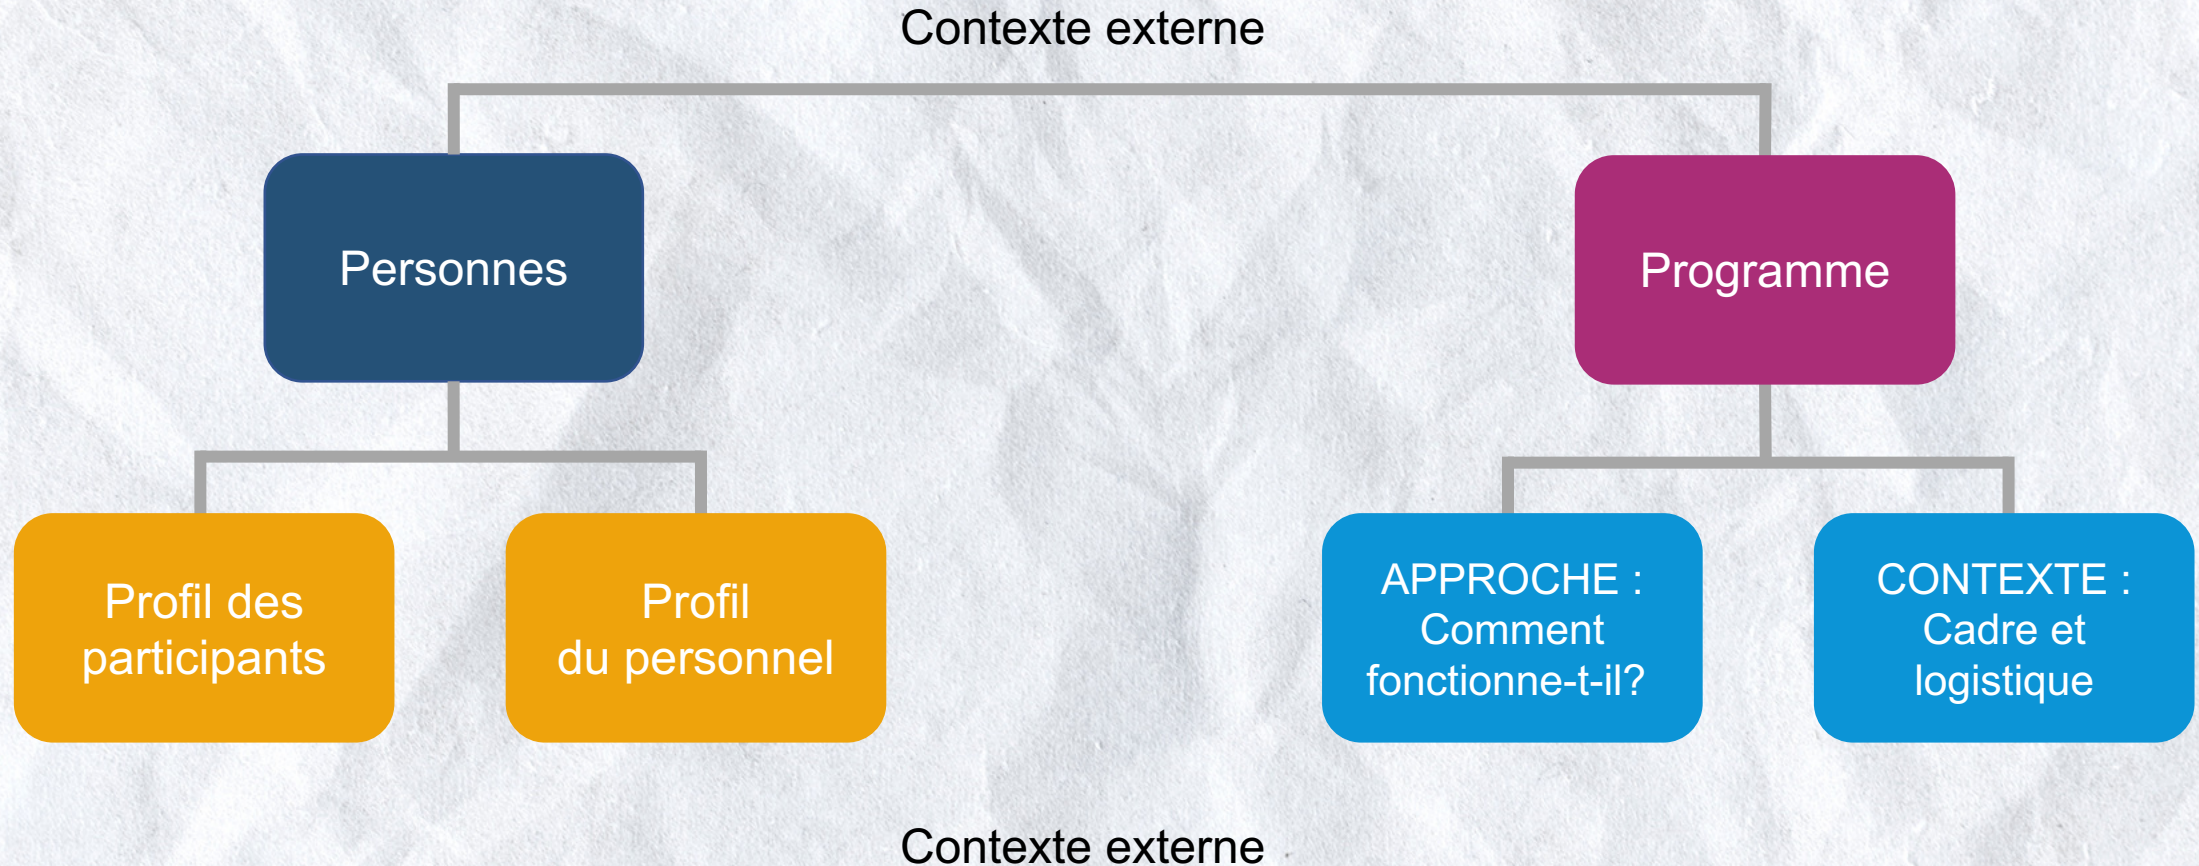 Contexte externe
Personnes
Programme
Profil des
participants
Profil
du personnel
APPROCHE :
Comment
fonctionne-t-il?
CONTEXTE :
Cadre et
logistique
Contexte externe